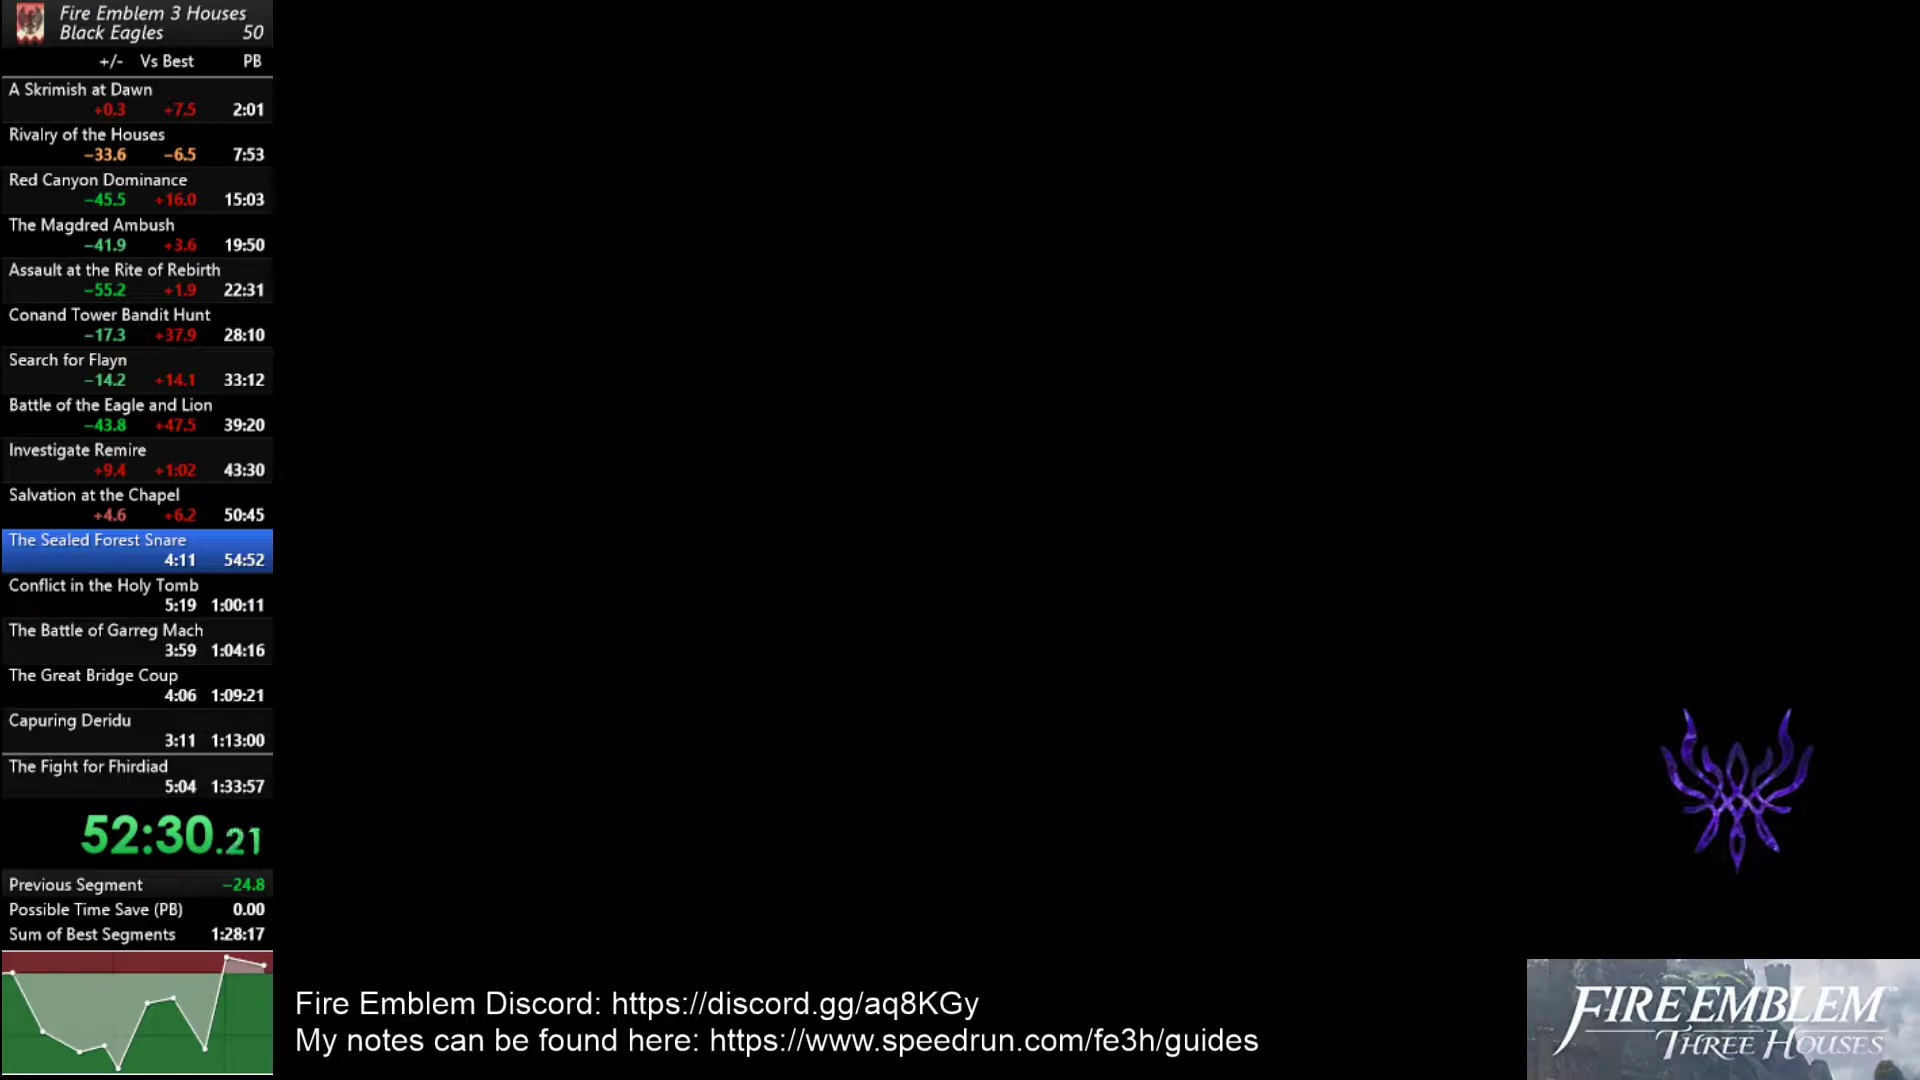 Fire Emblem 3 Houses
Black Eagles 50
+/- Vs Best PB
A Skrimish at Dawn
+0.3 +7.5 2:01
Rivalry of the Houses
−33.6 −6.5 7:53
Red Canyon Dominance
−45.5 +16.0 15:03
The Magdred Ambush
−41.9 +3.6 19:50
Assault at the Rite of Rebirth
−55.2 +1.9 22:31
Conand Tower Bandit Hunt
−17.3 +37.9 28:10
Search for Flayn
−14.2 +14.1 33:12
Battle of the Eagle and Lion
−43.8 +47.5 39:20
Investigate Remire
+9.4 +1:02 43:30
Salvation at the Chapel
+4.6 +6.2 50:45
The Sealed Forest Snare
4:11 54:52
Conflict in the Holy Tomb
5:19 1:00:11
The Battle of Garreg Mach
3:59 1:04:16
The Great Bridge Coup
4:06 1:09:21
Capuring Deridu
3:11 1:13:00
The Fight for Fhirdiad
5:04 1:33:57
52:30.21
Previous Segment −24.8
Possible Time Save (PB) 0.00
Sum of Best Segments 1:28:17
Fire Emblem Discord: https://discord.gg/aq8KGy
My notes can be found here: https://www.speedrun.com/fe3h/guides
FIRE EMBLEM™
THREE HOUSES